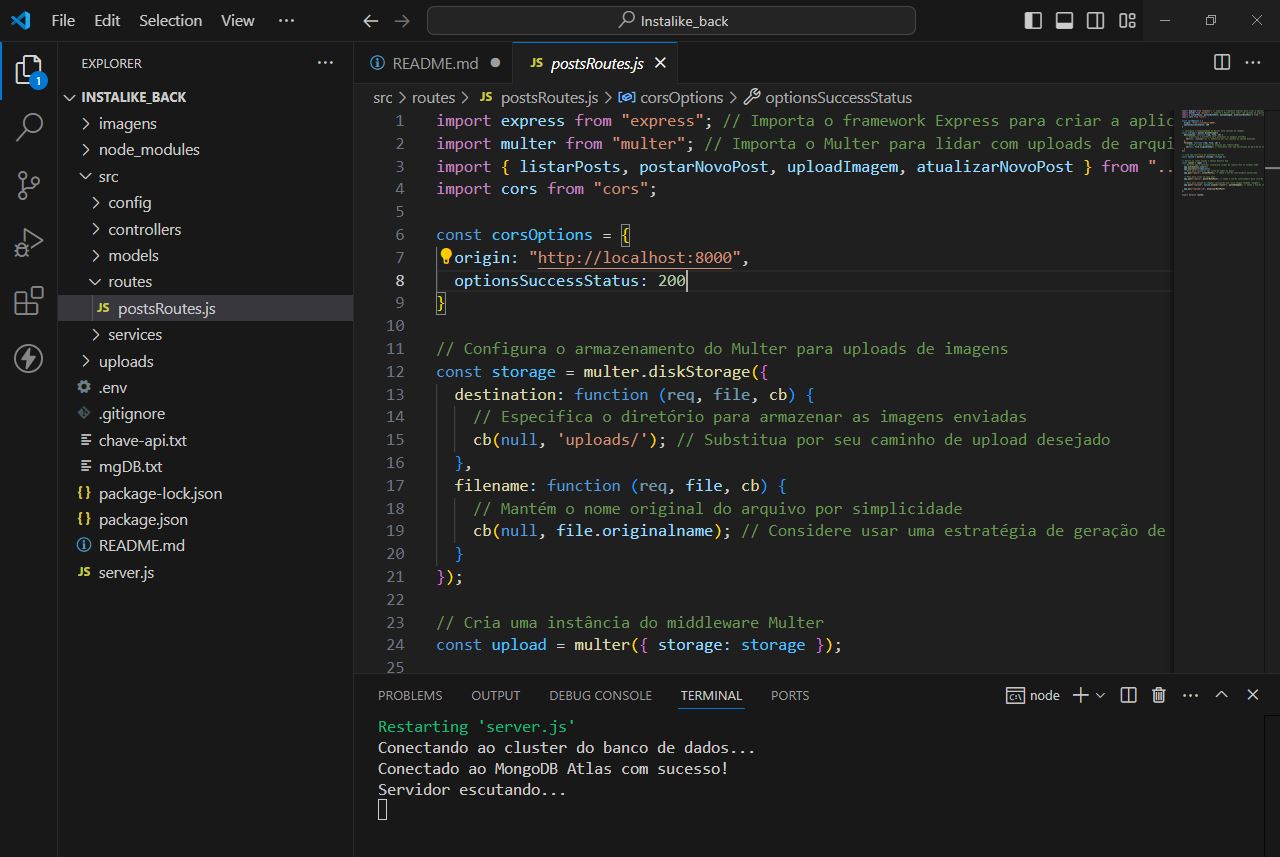 File Edit Selection View ··· Instalike_back
EXPLORER ···
1
INSTALIKE_BACK
imagens
node_modules
src
config
controllers
models
routes
JS postsRoutes.js
services
uploads
.env
.gitignore
chave-api.txt
mgDB.txt
{} package-lock.json
{} package.json
README.md
JS server.js
README.md ● JS postsRoutes.js
src > routes > JS postsRoutes.js > corsOptions > optionsSuccessStatus
1 import express from "express"; // Importa o framework Express para criar a aplic
2 import multer from "multer"; // Importa o Multer para lidar com uploads de arqui
3 import { listarPosts, postarNovoPost, uploadImagem, atualizarNovoPost } from "..
4 import cors from "cors";
5
6 const corsOptions = {
7 origin: "http://localhost:8000",
8 optionsSuccessStatus: 200
9 }
10
11 // Configura o armazenamento do Multer para uploads de imagens
12 const storage = multer.diskStorage({
13 destination: function (req, file, cb) {
14 // Especifica o diretório para armazenar as imagens enviadas
15 cb(null, 'uploads/'); // Substitua por seu caminho de upload desejado
16 },
17 filename: function (req, file, cb) {
18 // Mantém o nome original do arquivo por simplicidade
19 cb(null, file.originalname); // Considere usar uma estratégia de geração de
20 }
21 });
22
23 // Cria uma instância do middleware Multer
24 const upload = multer({ storage: storage });
25
PROBLEMS OUTPUT DEBUG CONSOLE TERMINAL PORTS node
Restarting 'server.js'
Conectando ao cluster do banco de dados...
Conectado ao MongoDB Atlas com sucesso!
Servidor escutando...